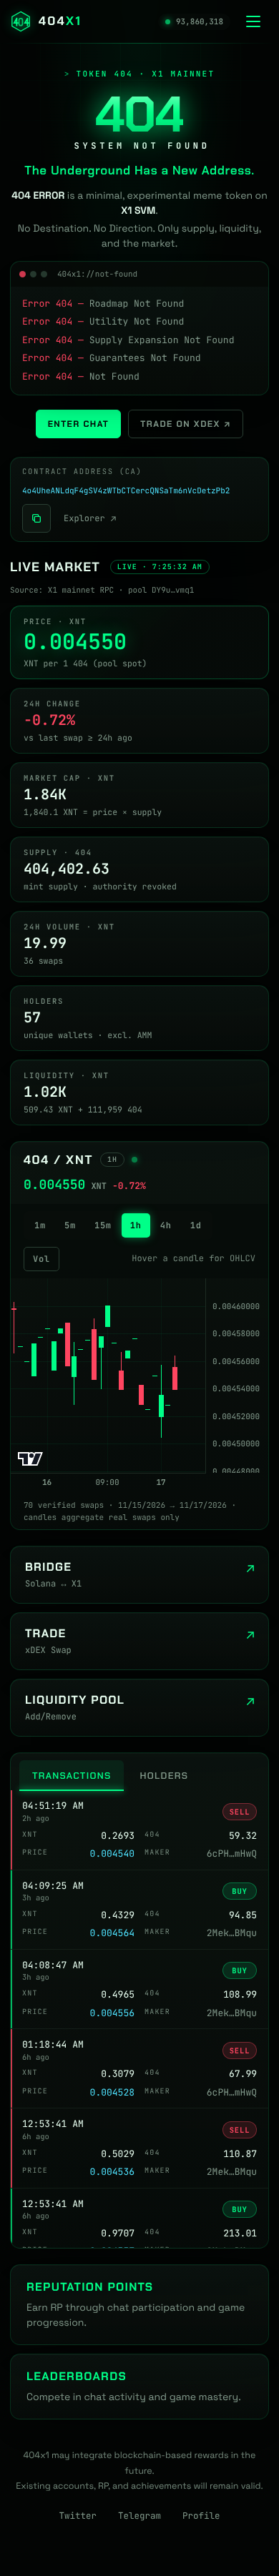 404X1
93,860,318
> TOKEN 404 · X1 MAINNET
404
SYSTEM NOT FOUND
The Underground Has a New Address.
404 ERROR is a minimal, experimental meme token on
X1 SVM.
No Destination. No Direction. Only supply, liquidity,
and the market.
404x1://not-found
Error 404 — Roadmap Not Found
Error 404 — Utility Not Found
Error 404 — Supply Expansion Not Found
Error 404 — Guarantees Not Found
Error 404 — Not Found
ENTER CHAT
TRADE ON XDEX ↗
CONTRACT ADDRESS (CA)
4o4UheANLdqF4gSV4zWTbCTCercQNSaTm6nVcDetzPb2
Explorer ↗
LIVE MARKET
LIVE · 7:25:32 AM
Source: X1 mainnet RPC · pool DY9u…vmq1
PRICE · XNT
0.004550
XNT per 1 404 (pool spot)
24H CHANGE
-0.72%
vs last swap ≥ 24h ago
MARKET CAP · XNT
1.84K
1,840.1 XNT = price × supply
SUPPLY · 404
404,402.63
mint supply · authority revoked
24H VOLUME · XNT
19.99
36 swaps
HOLDERS
57
unique wallets · excl. AMM
LIQUIDITY · XNT
1.02K
509.43 XNT + 111,959 404
404 / XNT
1H
0.004550 XNT -0.72%
1m 5m 15m 1h 4h 1d
Vol
Hover a candle for OHLCV
0.00460000
0.00458000
0.00456000
0.00454000
0.00452000
0.00450000
0.00448000
16 09:00 17
70 verified swaps · 11/15/2026 → 11/17/2026 ·
candles aggregate real swaps only
BRIDGE
Solana ↔ X1
TRADE
xDEX Swap
LIQUIDITY POOL
Add/Remove
TRANSACTIONS
HOLDERS
04:51:19 AM
2h ago
SELL
XNT 0.2693 404 59.32
PRICE 0.004540 MAKER 6cPH…mHwQ
04:09:25 AM
3h ago
BUY
XNT 0.4329 404 94.85
PRICE 0.004564 MAKER 2Mek…BMqu
04:08:47 AM
3h ago
BUY
XNT 0.4965 404 108.99
PRICE 0.004556 MAKER 2Mek…BMqu
01:18:44 AM
6h ago
SELL
XNT 0.3079 404 67.99
PRICE 0.004528 MAKER 6cPH…mHwQ
12:53:41 AM
6h ago
SELL
XNT 0.5029 404 110.87
PRICE 0.004536 MAKER 2Mek…BMqu
12:53:41 AM
6h ago
BUY
XNT 0.9707 404 213.01
REPUTATION POINTS
Earn RP through chat participation and game
progression.
LEADERBOARDS
Compete in chat activity and game mastery.
404x1 may integrate blockchain-based rewards in the
future.
Existing accounts, RP, and achievements will remain valid.
Twitter Telegram Profile